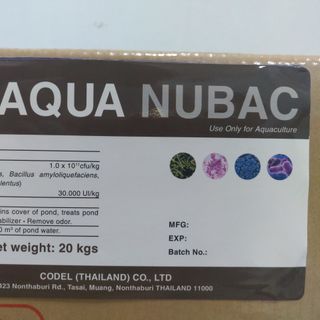 AQUA NUBAC
Use Only for Aquaculture
1.0 x 10¹¹cfu/kg
s, Bacillus amyloliquefaciens,
lentus)
30.000 UI/kg
ins cover of pond, treats pond
abilizer - Remove odor.
0 m³ of pond water.
et weight: 20 kgs
MFG:
EXP:
Batch No.:
CODEL (THAILAND) CO., LTD
423 Nonthaburi Rd., Tasai, Muang, Nonthaburi THAILAND 11000